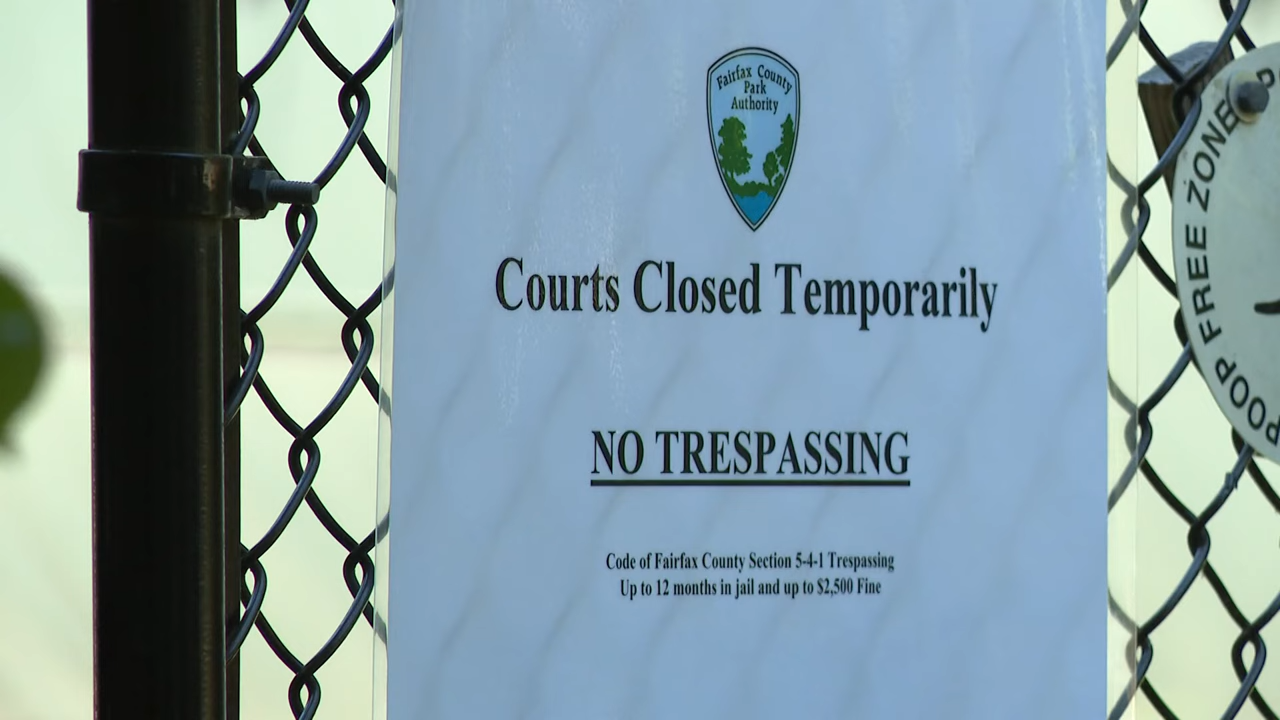 Fairfax County
Park
Authority
Courts Closed Temporarily
NO TRESPASSING
Code of Fairfax County Section 5-4-1 Trespassing
Up to 12 months in jail and up to $2,500 Fine
POOP FREE ZONE